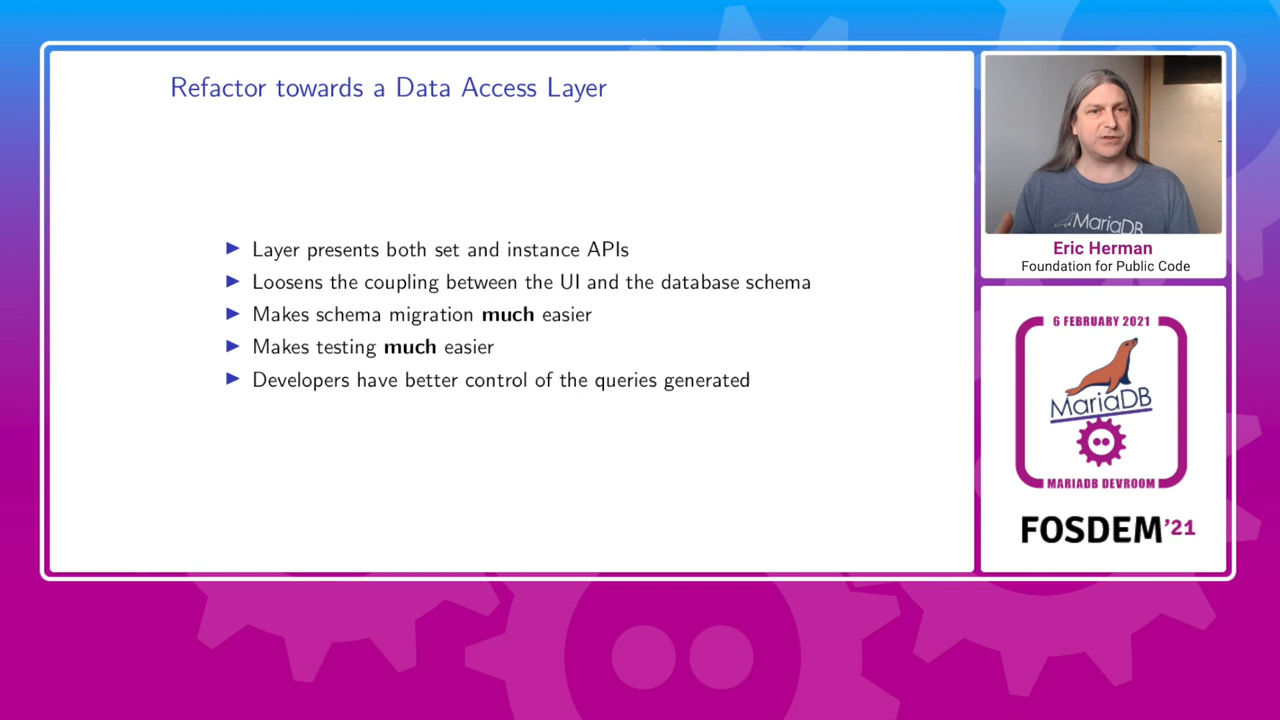 Refactor towards a Data Access Layer
Layer presents both set and instance APIs
Loosens the coupling between the UI and the database schema
Makes schema migration much easier
Makes testing much easier
Developers have better control of the queries generated
MariaDB
Eric Herman
Foundation for Public Code
6 FEBRUARY 2021
MariaDB
MARIADB DEVROOM
FOSDEM'21